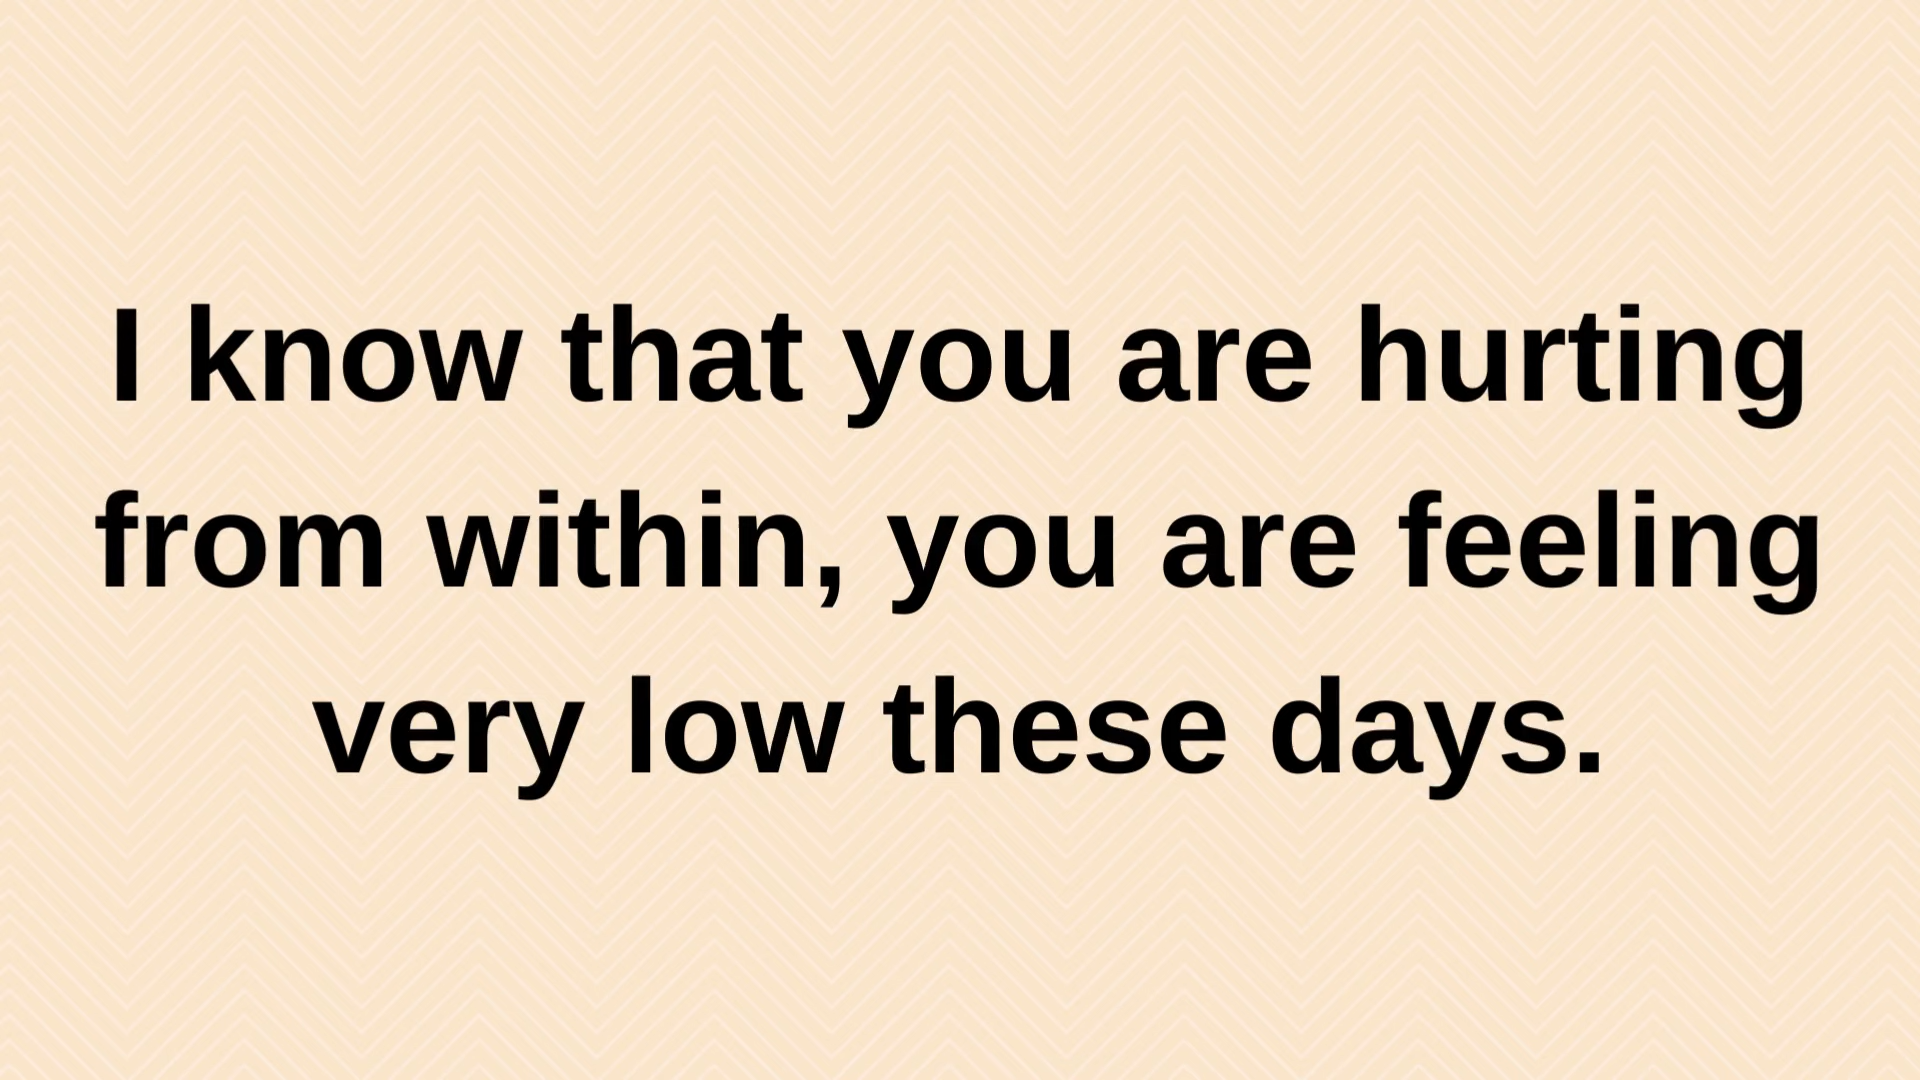 I know that you are hurting
from within, you are feeling
very low these days.